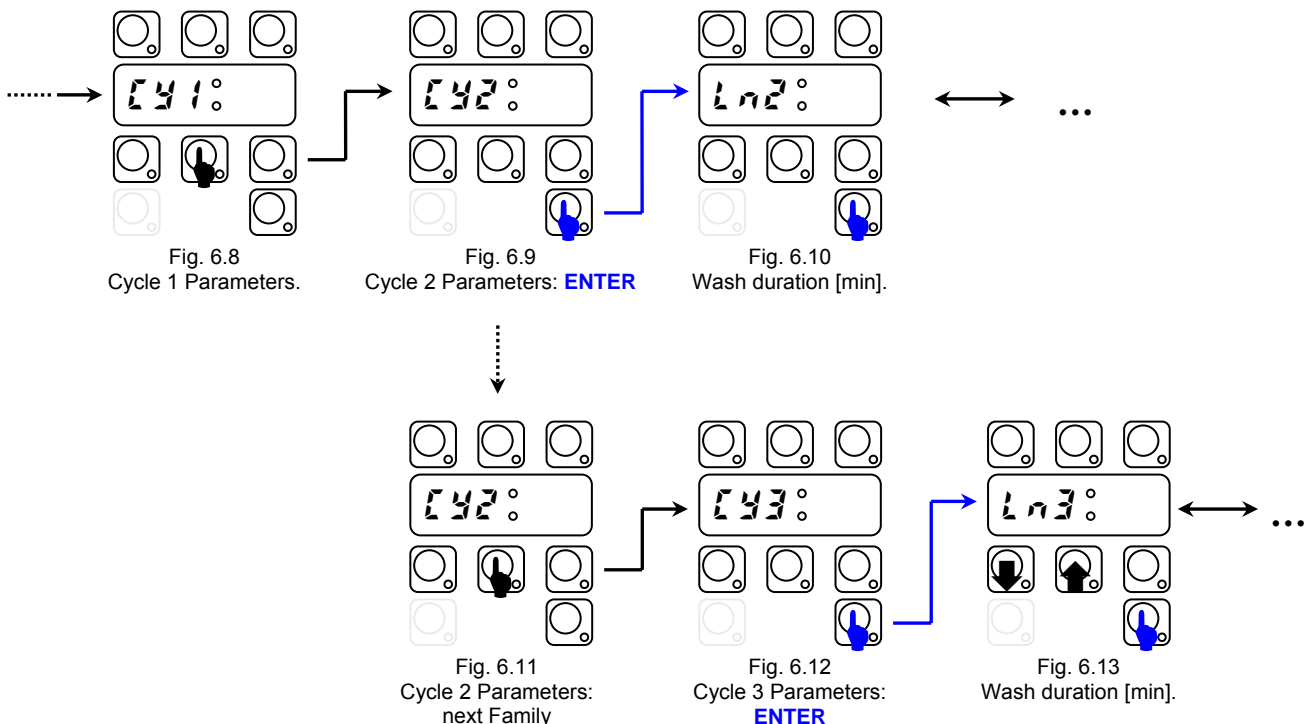 CY1:
CY2:
Ln2:
...
Fig. 6.8
Cycle 1 Parameters.
Fig. 6.9
Cycle 2 Parameters: ENTER
Fig. 6.10
Wash duration [min].
CY2:
CY3:
Ln3:
...
Fig. 6.11
Cycle 2 Parameters:
next Family
Fig. 6.12
Cycle 3 Parameters:
ENTER
Fig. 6.13
Wash duration [min].